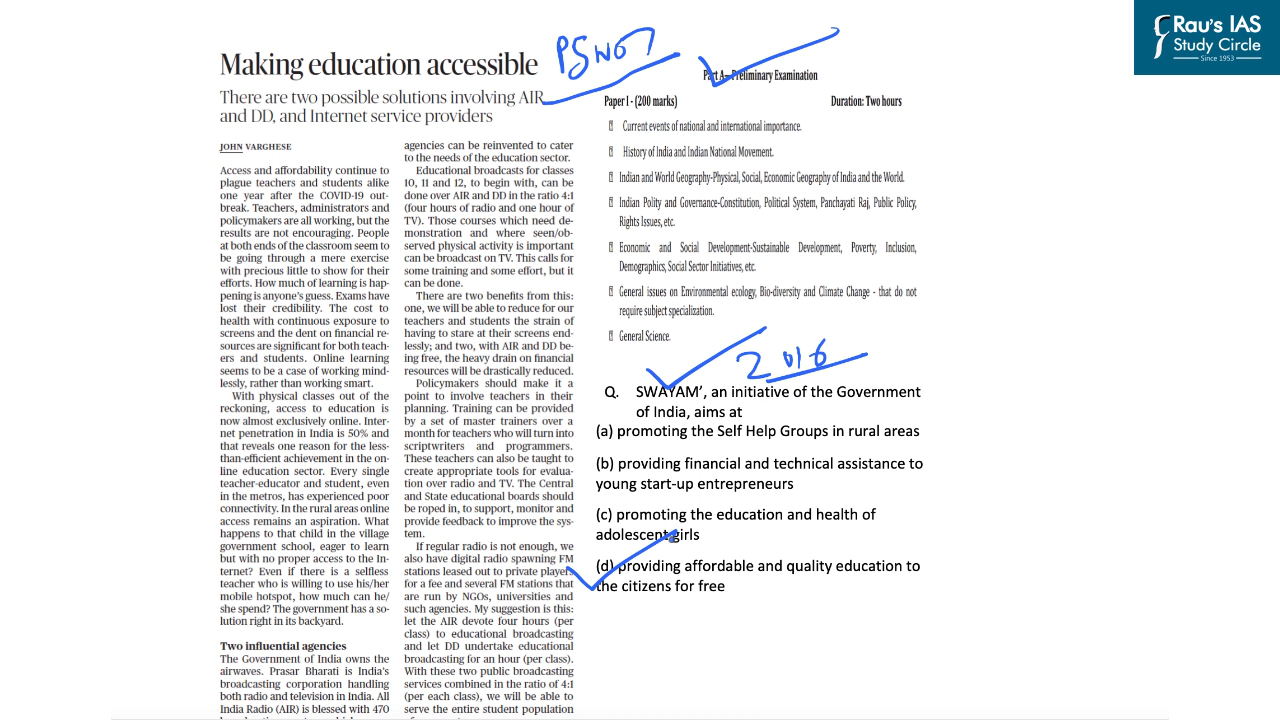 Rau's IAS
Study Circle
Since 1953
Making education accessible
There are two possible solutions involving AIR
and DD, and Internet service providers
JOHN VARGHESE
Access and affordability continue to
plague teachers and students alike
one year after the COVID-19 out-
break. Teachers, administrators and
policymakers are all working, but the
results are not encouraging. People
at both ends of the classroom seem to
be going through a mere exercise
with precious little to show for their
efforts. How much of learning is hap-
pening is anyone's guess. Exams have
lost their credibility. The cost to
health with continuous exposure to
screens and the dent on financial re-
sources are significant for both teach-
ers and students. Online learning
seems to be a case of working mind-
lessly, rather than working smart.
With physical classes out of the
reckoning, access to education is
now almost exclusively online. Inter-
net penetration in India is 50% and
that reveals one reason for the less-
than-efficient achievement in the on-
line education sector. Every single
teacher-educator and student, even
in the metros, has experienced poor
connectivity. In the rural areas online
access remains an aspiration. What
happens to that child in the village
government school, eager to learn
but with no proper access to the In-
ternet? Even if there is a selfless
teacher who is willing to use his/her
mobile hotspot, how much can he/
she spend? The government has a so-
lution right in its backyard.
Two influential agencies
The Government of India owns the
airwaves. Prasar Bharati is India's
broadcasting corporation handling
both radio and television in India. All
India Radio (AIR) is blessed with 470
agencies can be reinvented to cater
to the needs of the education sector.
Educational broadcasts for classes
10, 11 and 12, to begin with, can be
done over AIR and DD in the ratio 4:1
(four hours of radio and one hour of
TV). Those courses which need de-
monstration and where seen/ob-
served physical activity is important
can be broadcast on TV. This calls for
some training and some effort, but it
can be done.
There are two benefits from this:
one, we will be able to reduce for our
teachers and students the strain of
having to stare at their screens end-
lessly; and two, with AIR and DD be-
ing free, the heavy drain on financial
resources will be drastically reduced.
Policymakers should make it a
point to involve teachers in their
planning. Training can be provided
by a set of master trainers over a
month for teachers who will turn into
scriptwriters and programmers.
These teachers can also be taught to
create appropriate tools for evalua-
tion over radio and TV. The Central
and State educational boards should
be roped in, to support, monitor and
provide feedback to improve the sys-
tem.
If regular radio is not enough, we
also have digital radio spawning FM
stations leased out to private players
for a fee and several FM stations that
are run by NGOs, universities and
such agencies. My suggestion is this:
let the AIR devote four hours (per
class) to educational broadcasting
and let DD undertake educational
broadcasting for an hour (per class).
With these two public broadcasting
services combined in the ratio of 4:1
(per each class), we will be able to
serve the entire student population
Part A— Preliminary Examination
Paper I - (200 marks) Duration: Two hours
Current events of national and international importance.
History of India and Indian National Movement.
Indian and World Geography-Physical, Social, Economic Geography of India and the World.
Indian Polity and Governance-Constitution, Political System, Panchayati Raj, Public Policy,
Rights Issues, etc.
Economic and Social Development-Sustainable Development, Poverty, Inclusion,
Demographics, Social Sector Initiatives, etc.
General issues on Environmental ecology, Bio-diversity and Climate Change - that do not
require subject specialization.
General Science.
2016
Q. SWAYAM', an initiative of the Government
of India, aims at
(a) promoting the Self Help Groups in rural areas
(b) providing financial and technical assistance to
young start-up entrepreneurs
(c) promoting the education and health of
adolescent girls
(d) providing affordable and quality education to
the citizens for free